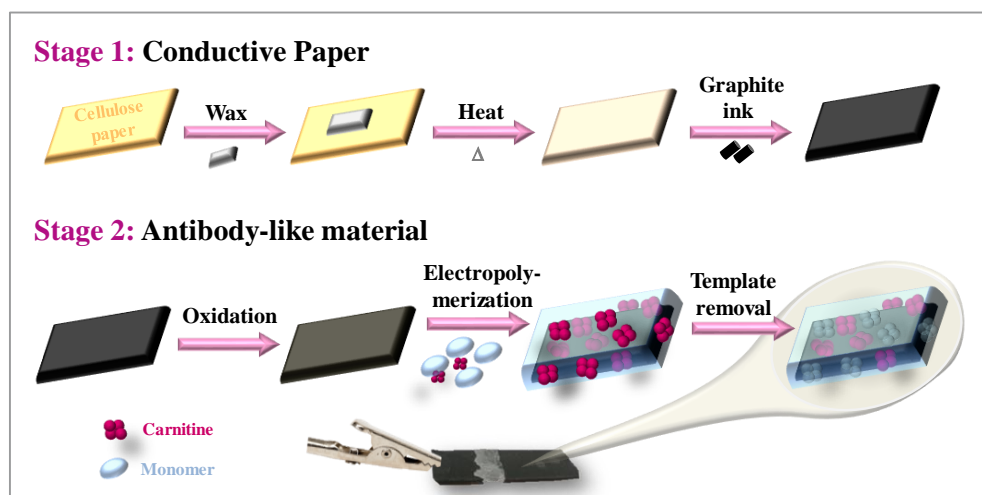 Stage 1: Conductive Paper
Cellulose
paper
Wax
Heat
Δ
Graphite
ink
Stage 2: Antibody-like material
Oxidation
Electropoly-
merization
Template
removal
Carnitine
Monomer